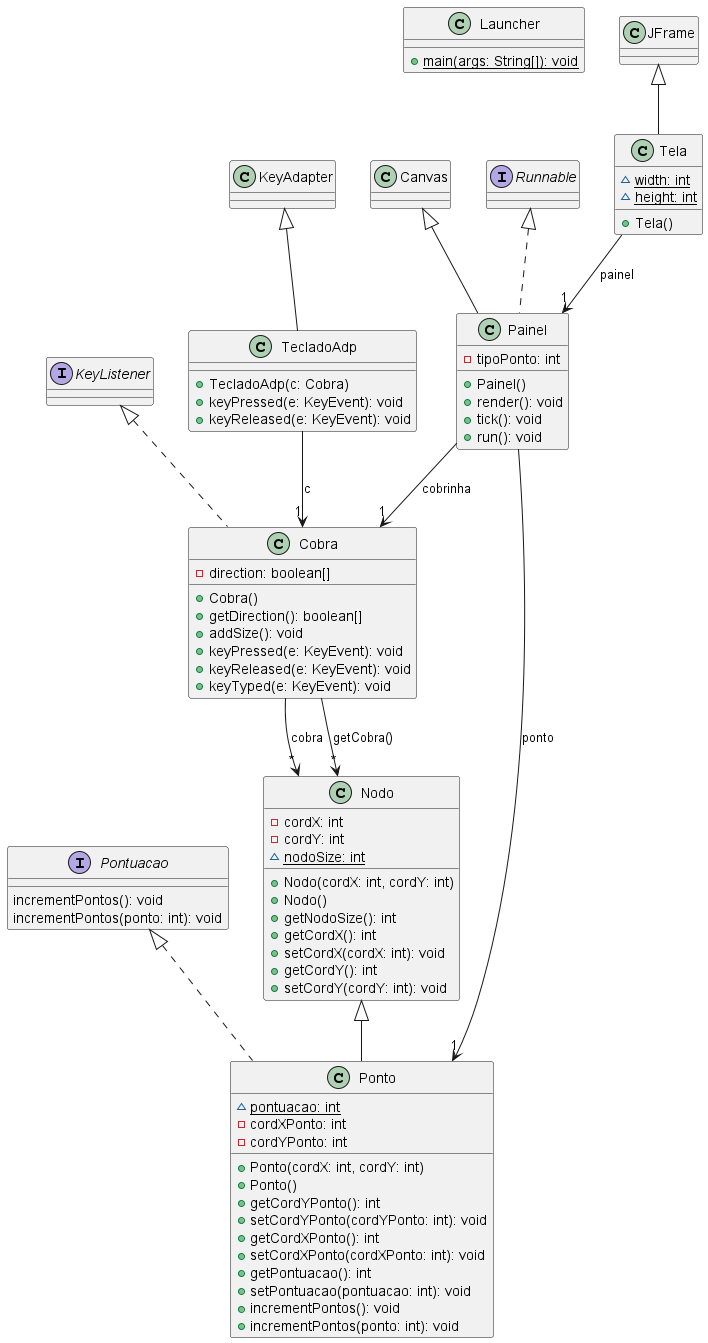 C Launcher
main(args: String[]): void
C JFrame
C Tela
width: int
height: int
Tela()
C KeyAdapter
C Canvas
I Runnable
painel
1
C Painel
tipoPonto: int
Painel()
render(): void
tick(): void
run(): void
C TecladoAdp
TecladoAdp(c: Cobra)
keyPressed(e: KeyEvent): void
keyReleased(e: KeyEvent): void
I KeyListener
c
1
cobrinha
1
C Cobra
direction: boolean[]
Cobra()
getDirection(): boolean[]
addSize(): void
keyPressed(e: KeyEvent): void
keyReleased(e: KeyEvent): void
keyTyped(e: KeyEvent): void
cobra
*
getCobra()
*
ponto
1
C Nodo
cordX: int
cordY: int
nodoSize: int
Nodo(cordX: int, cordY: int)
Nodo()
getNodoSize(): int
getCordX(): int
setCordX(cordX: int): void
getCordY(): int
setCordY(cordY: int): void
I Pontuacao
incrementPontos(): void
incrementPontos(ponto: int): void
C Ponto
pontuacao: int
cordXPonto: int
cordYPonto: int
Ponto(cordX: int, cordY: int)
Ponto()
getCordYPonto(): int
setCordYPonto(cordYPonto: int): void
getCordXPonto(): int
setCordXPonto(cordXPonto: int): void
getPontuacao(): int
setPontuacao(pontuacao: int): void
incrementPontos(): void
incrementPontos(ponto: int): void